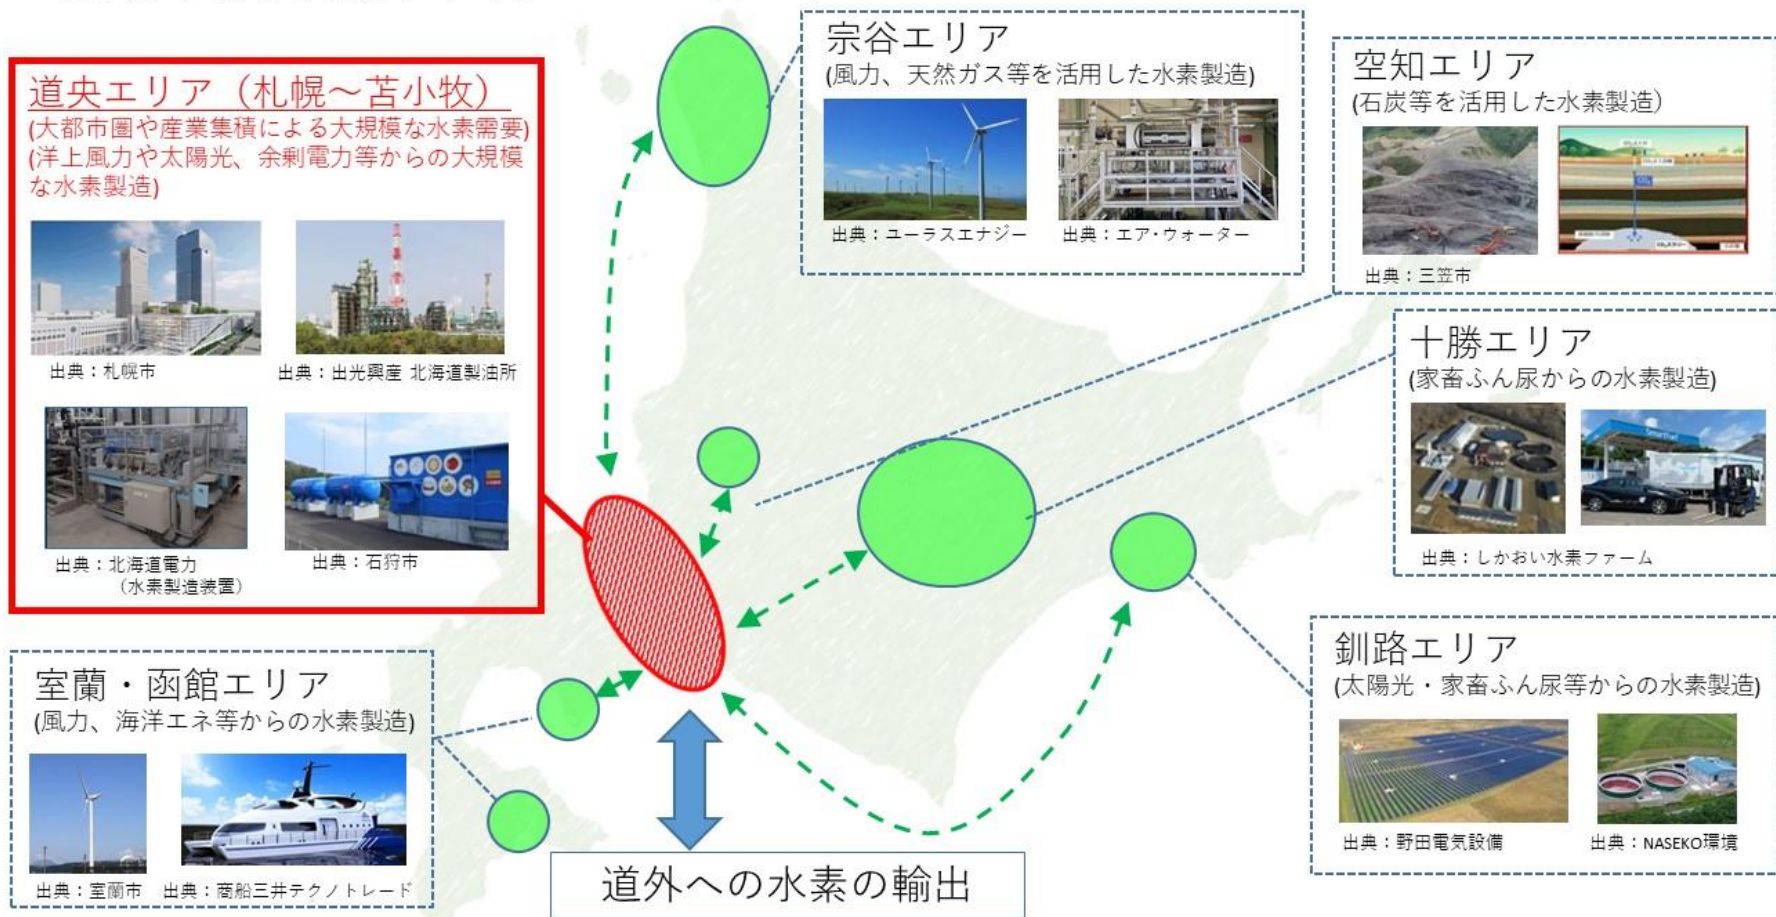 道央エリア（札幌～苫小牧）
(大都市圏や産業集積による大規模な水素需要)
(洋上風力や太陽光、余剰電力等からの大規模
な水素製造)
出典：札幌市
出典：出光興産 北海道製油所
出典：北海道電力
（水素製造装置）
出典：石狩市
宗谷エリア
(風力、天然ガス等を活用した水素製造)
出典：ユーラスエナジー
出典：エア･ウォーター
空知エリア
(石炭等を活用した水素製造）
出典：三笠市
十勝エリア
(家畜ふん尿からの水素製造)
出典：しかおい水素ファーム
釧路エリア
(太陽光・家畜ふん尿等からの水素製造)
出典：野田電気設備
出典：NASEKO環境
室蘭・函館エリア
(風力、海洋エネ等からの水素製造)
出典：室蘭市
出典：商船三井テクノトレード
道外への水素の輸出